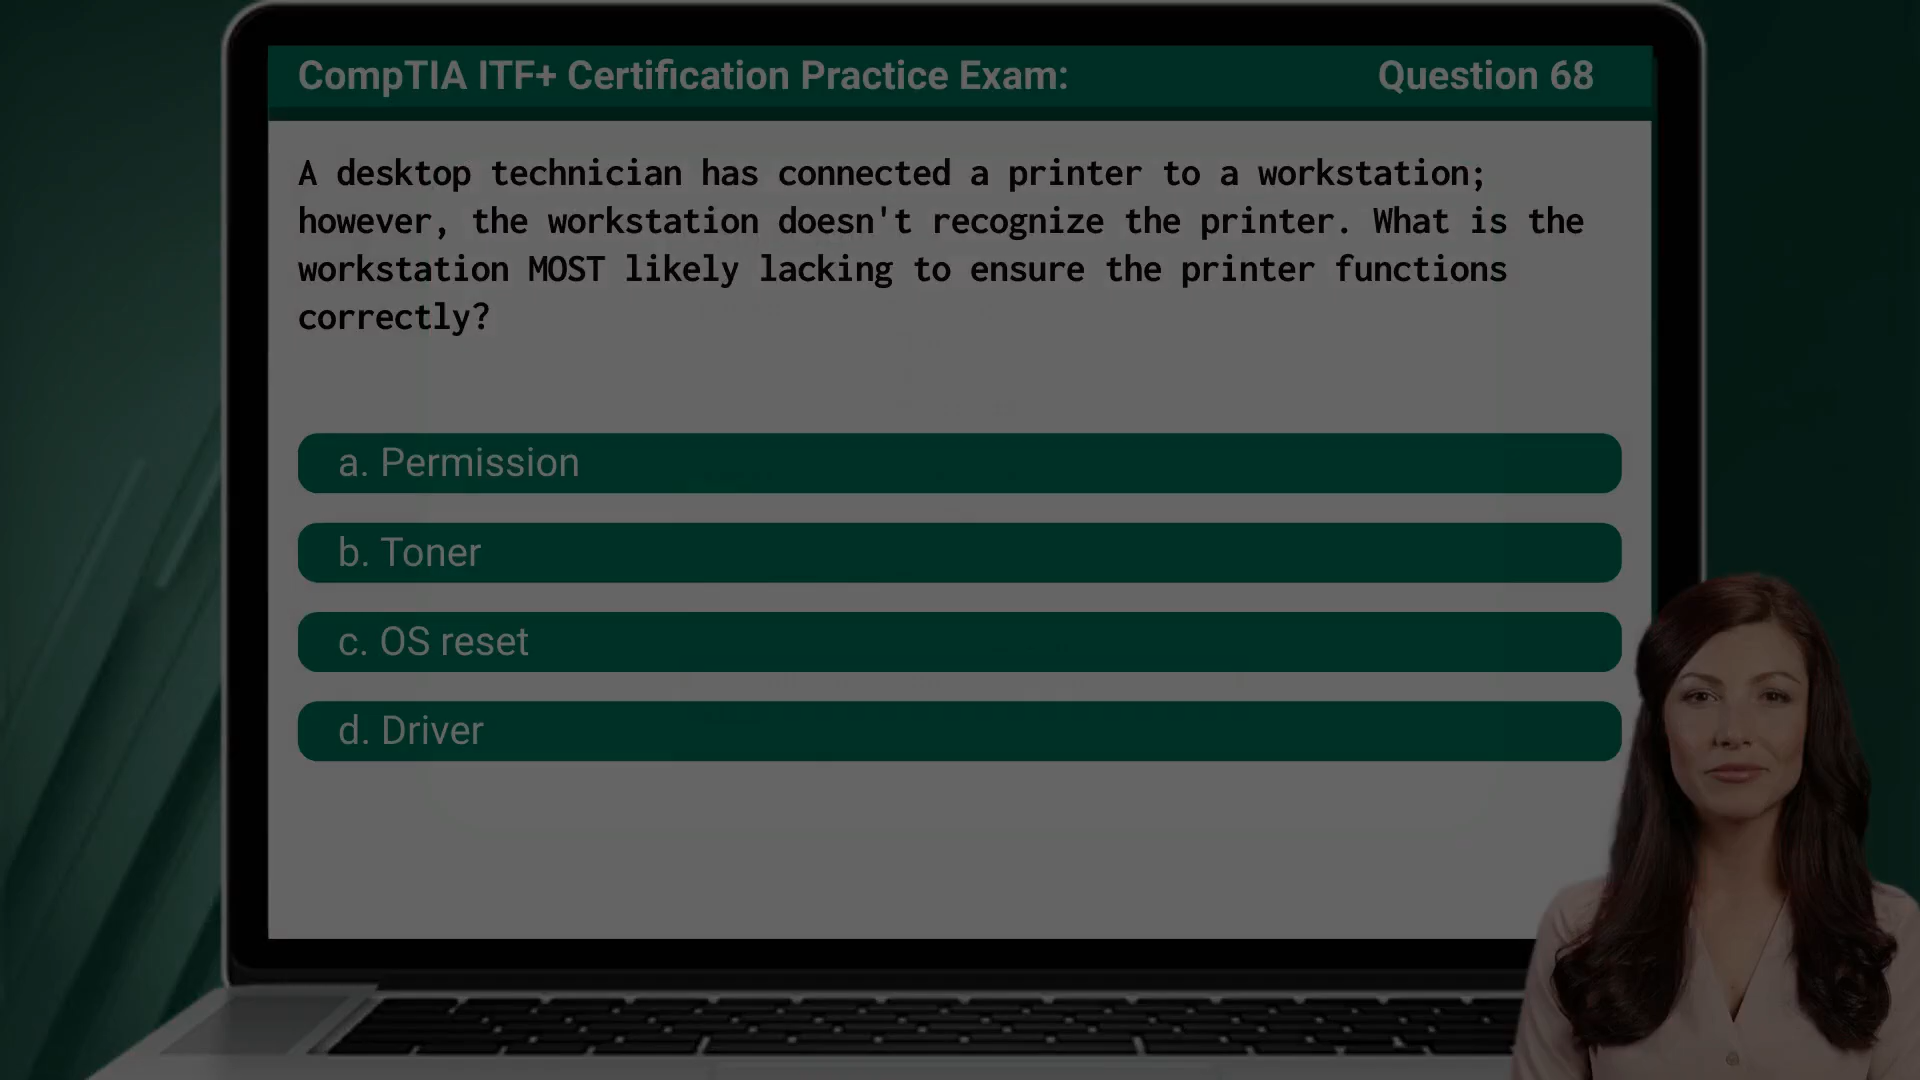 CompTIA ITF+ Certification Practice Exam:
Question 68
A desktop technician has connected a printer to a workstation;
however, the workstation doesn't recognize the printer. What is the
workstation MOST likely lacking to ensure the printer functions
correctly?
a. Permission
b. Toner
c. OS reset
d. Driver